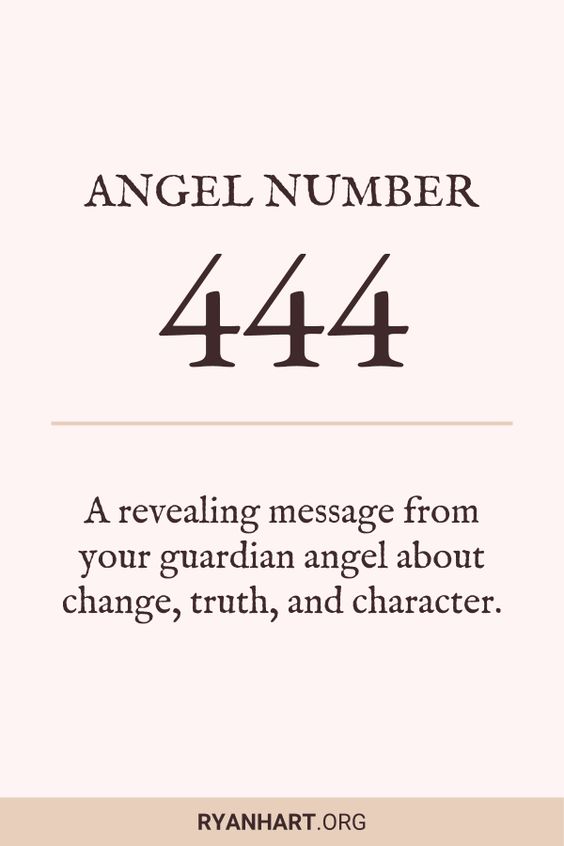 ANGEL NUMBER
444
A revealing message from
your guardian angel about
change, truth, and character.
RYANHART.ORG